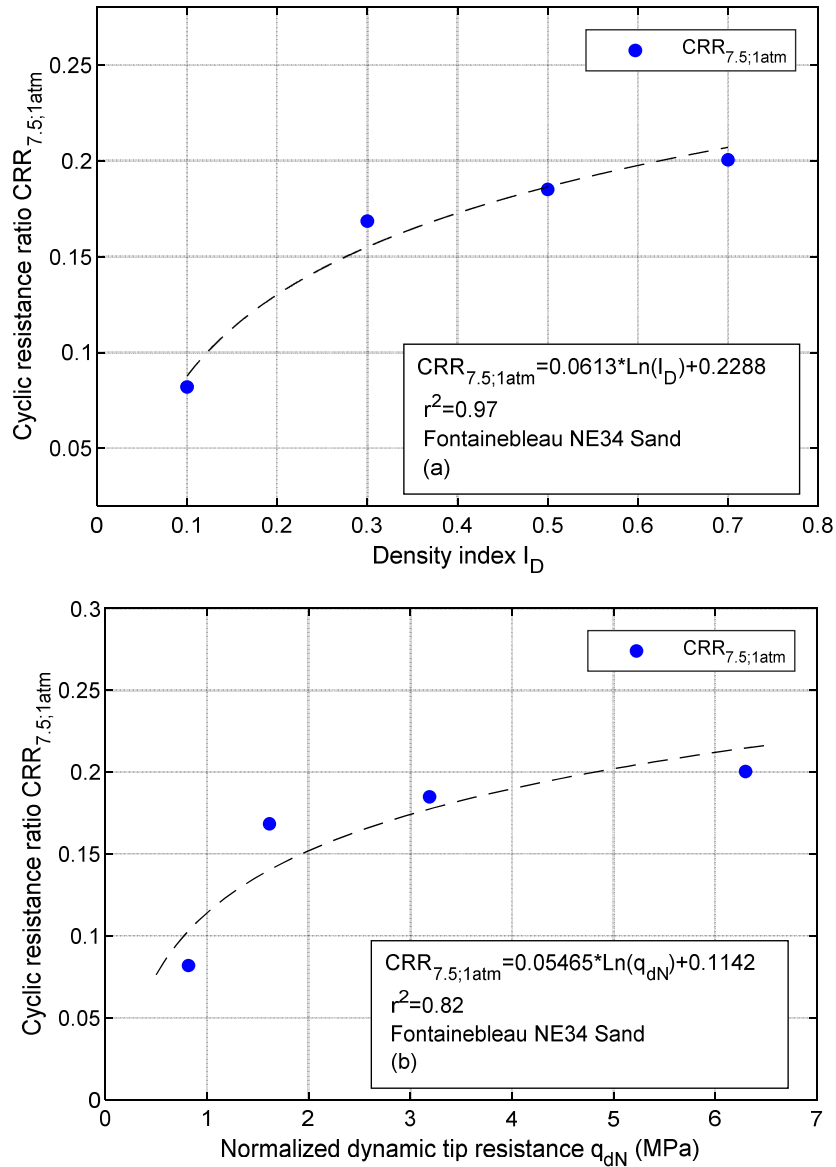 Cyclic resistance ratio CRR7.5;1atm
0.25
0.2
0.15
0.1
0.05
CRR7.5;1atm
CRR7.5;1atm=0.0613*Ln(ID)+0.2288
r2=0.97
Fontainebleau NE34 Sand
(a)
0 0.1 0.2 0.3 0.4 0.5 0.6 0.7 0.8
Density index ID
Cyclic resistance ratio CRR7.5;1atm
0.3
0.25
0.2
0.15
0.1
0.05
0
CRR7.5;1atm
CRR7.5;1atm=0.05465*Ln(qdN)+0.1142
r2=0.82
Fontainebleau NE34 Sand
(b)
0 1 2 3 4 5 6 7
Normalized dynamic tip resistance qdN (MPa)